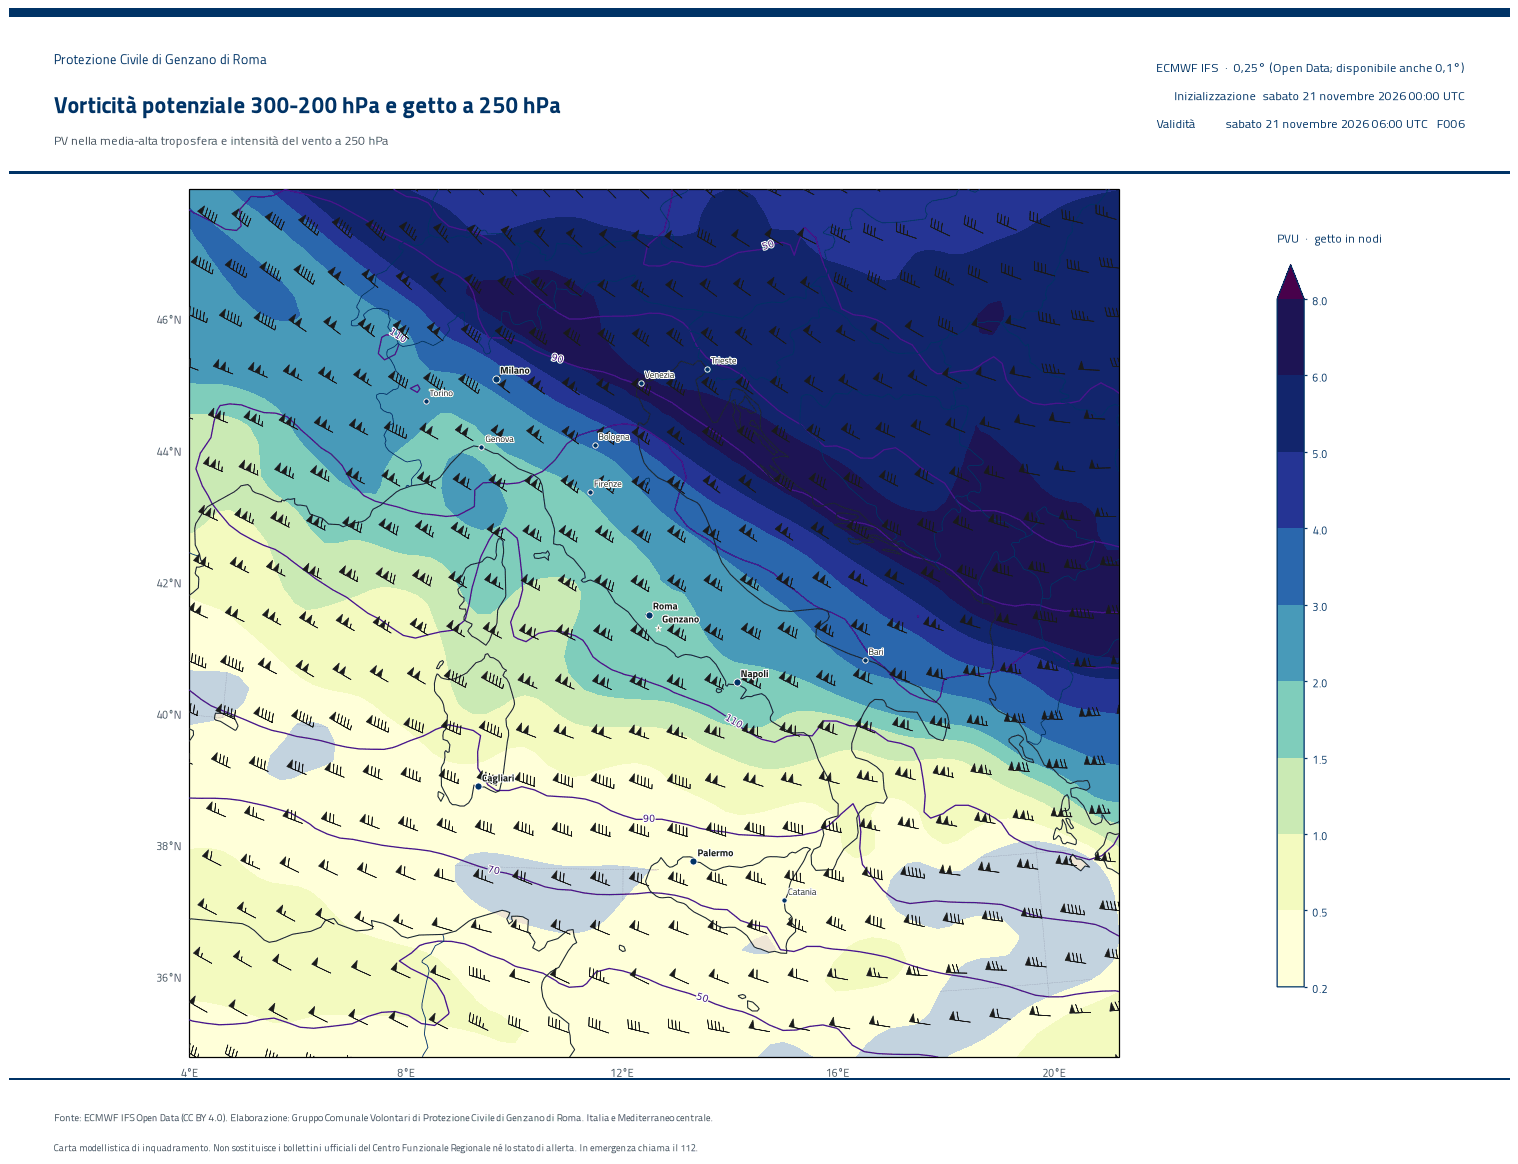 Protezione Civile di Genzano di Roma
Vorticità potenziale 300-200 hPa e getto a 250 hPa
PV nella media-alta troposfera e intensità del vento a 250 hPa
ECMWF IFS · 0,25° (Open Data; disponibile anche 0,1°)
Inizializzazione sabato 21 novembre 2026 00:00 UTC
Validità sabato 21 novembre 2026 06:00 UTC F006
PVU · getto in nodi
8.0
6.0
5.0
4.0
3.0
2.0
1.5
1.0
0.5
0.2
50
46°N
110
90
Milano
Trieste
Venezia
Torino
44°N
Genova
Bologna
Firenze
42°N
Roma
Genzano
Bari
Napoli
40°N
110
Cagliari
90
38°N
Palermo
70
Catania
36°N
50
4°E
8°E
12°E
16°E
20°E
Fonte: ECMWF IFS Open Data (CC BY 4.0). Elaborazione: Gruppo Comunale Volontari di Protezione Civile di Genzano di Roma. Italia e Mediterraneo centrale.
Carta modellistica di inquadramento. Non sostituisce i bollettini ufficiali del Centro Funzionale Regionale né lo stato di allerta. In emergenza chiama il 112.